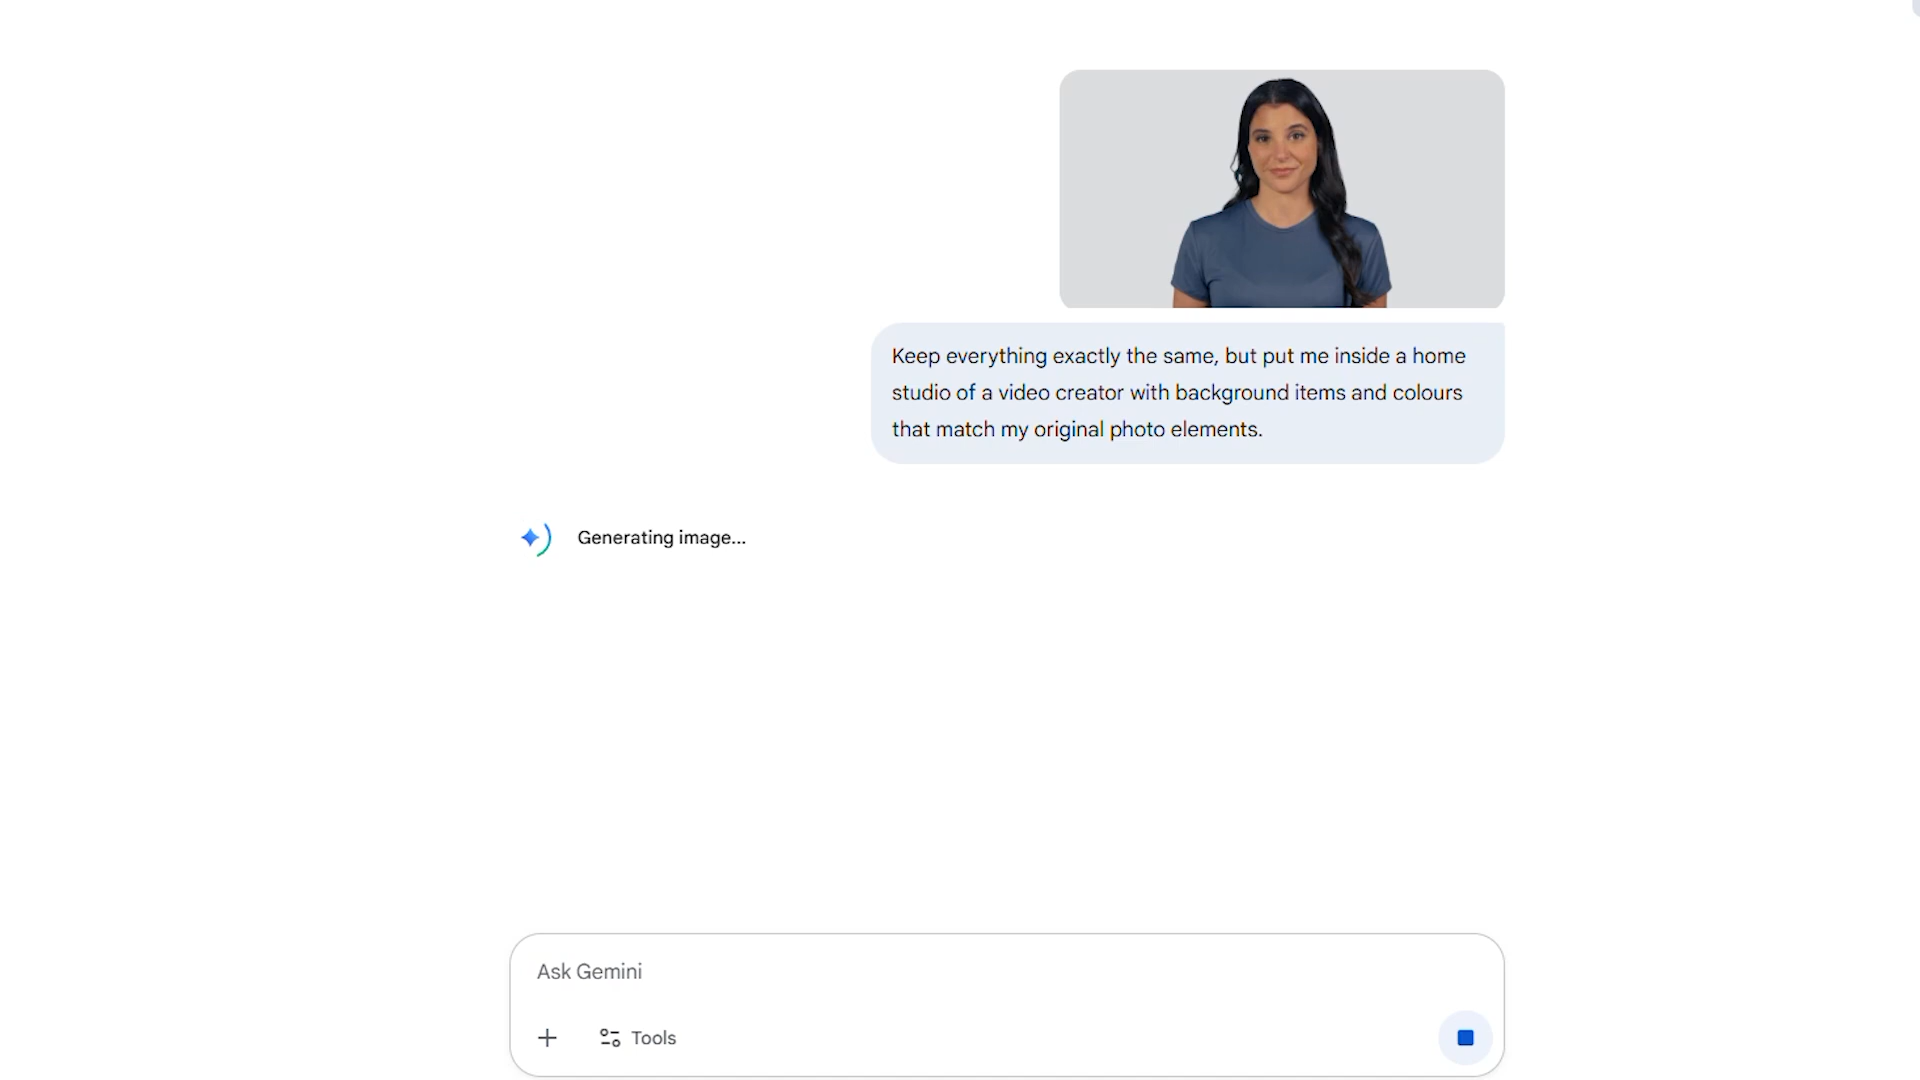 Keep everything exactly the same, but put me inside a home
studio of a video creator with background items and colours
that match my original photo elements.
Generating image...
Ask Gemini
Tools